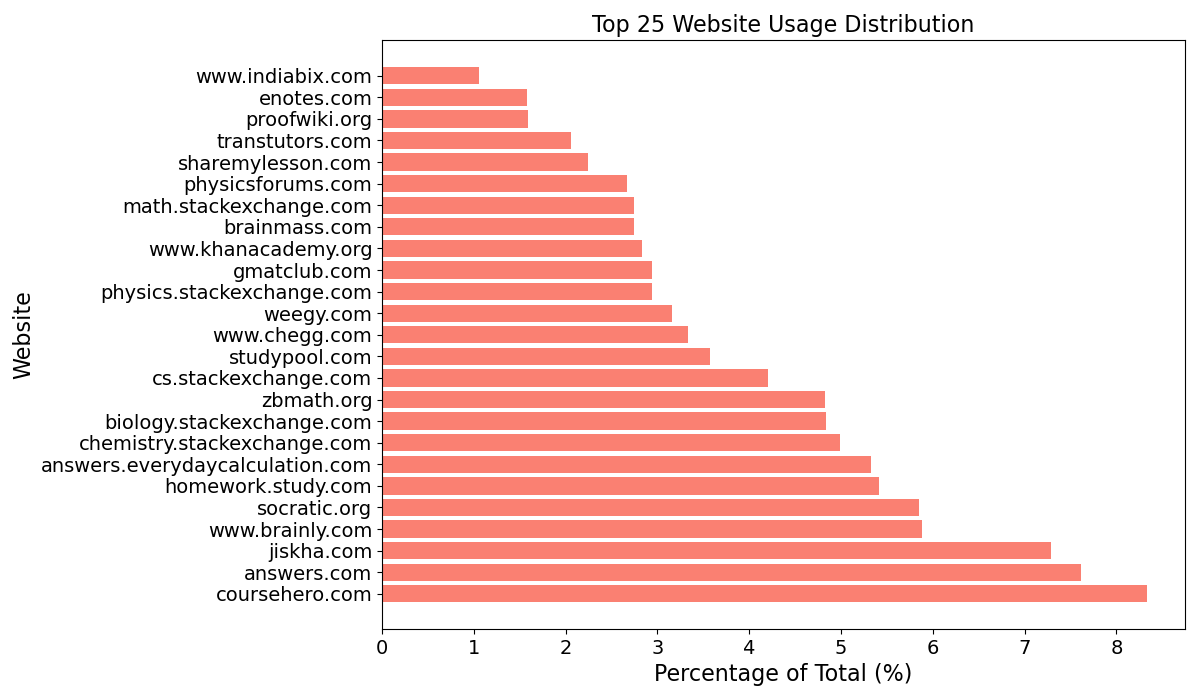 Top 25 Website Usage Distribution
Website
www.indiabix.com
enotes.com
proofwiki.org
transtutors.com
sharemylesson.com
physicsforums.com
math.stackexchange.com
brainmass.com
www.khanacademy.org
gmatclub.com
physics.stackexchange.com
weegy.com
www.chegg.com
studypool.com
cs.stackexchange.com
zbmath.org
biology.stackexchange.com
chemistry.stackexchange.com
answers.everydaycalculation.com
homework.study.com
socratic.org
www.brainly.com
jiskha.com
answers.com
coursehero.com
0 1 2 3 4 5 6 7 8
Percentage of Total (%)